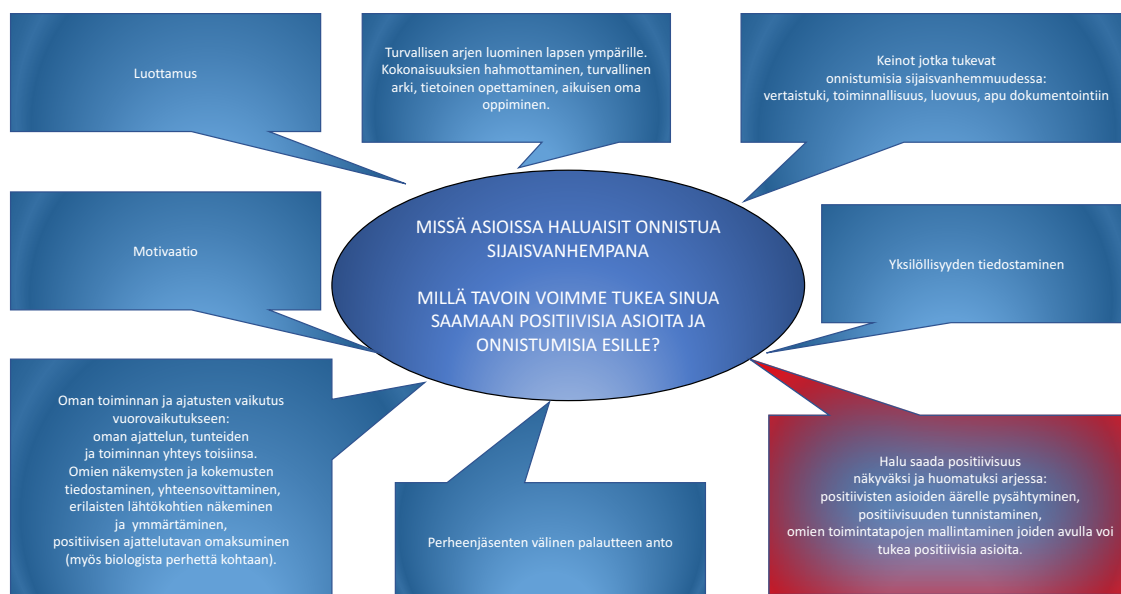 Luottamus
Turvallisen arjen luominen lapsen ympärille.
Kokonaisuuksien hahmottaminen, turvallinen
arki, tietoinen opettaminen, aikuisen oma
oppiminen.
Keinot jotka tukevat
onnistumisia sijaisvanhemmuudessa:
vertaistuki, toiminnallisuus, luovuus, apu dokumentointiin
MISSÄ ASIOISSA HALUAISIT ONNISTUA
SIJAISVANHEMPANA
MILLÄ TAVOIN VOIMME TUKEA SINUA
SAAMAAN POSITIIVISIA ASIOITA JA
ONNISTUMISIA ESILLE?
Motivaatio
Yksilöllisyyden tiedostaminen
Oman toiminnan ja ajatusten vaikutus
vuorovaikutukseen:
oman ajattelun, tunteiden
ja toiminnan yhteys toisiinsa.
Omien näkemysten ja kokemusten
tiedostaminen, yhteensovittaminen,
erilaisten lähtökohtien näkeminen
ja ymmärtäminen,
positiivisen ajattelutavan omaksuminen
(myös biologista perhettä kohtaan).
Perheenjäsenten välinen palautteen anto
Halu saada positiivisuus
näkyväksi ja huomatuksi arjessa:
positiivisten asioiden äärelle pysähtyminen,
positiivisuuden tunnistaminen,
omien toimintatapojen mallintaminen joiden avulla voi
tukea positiivisia asioita.